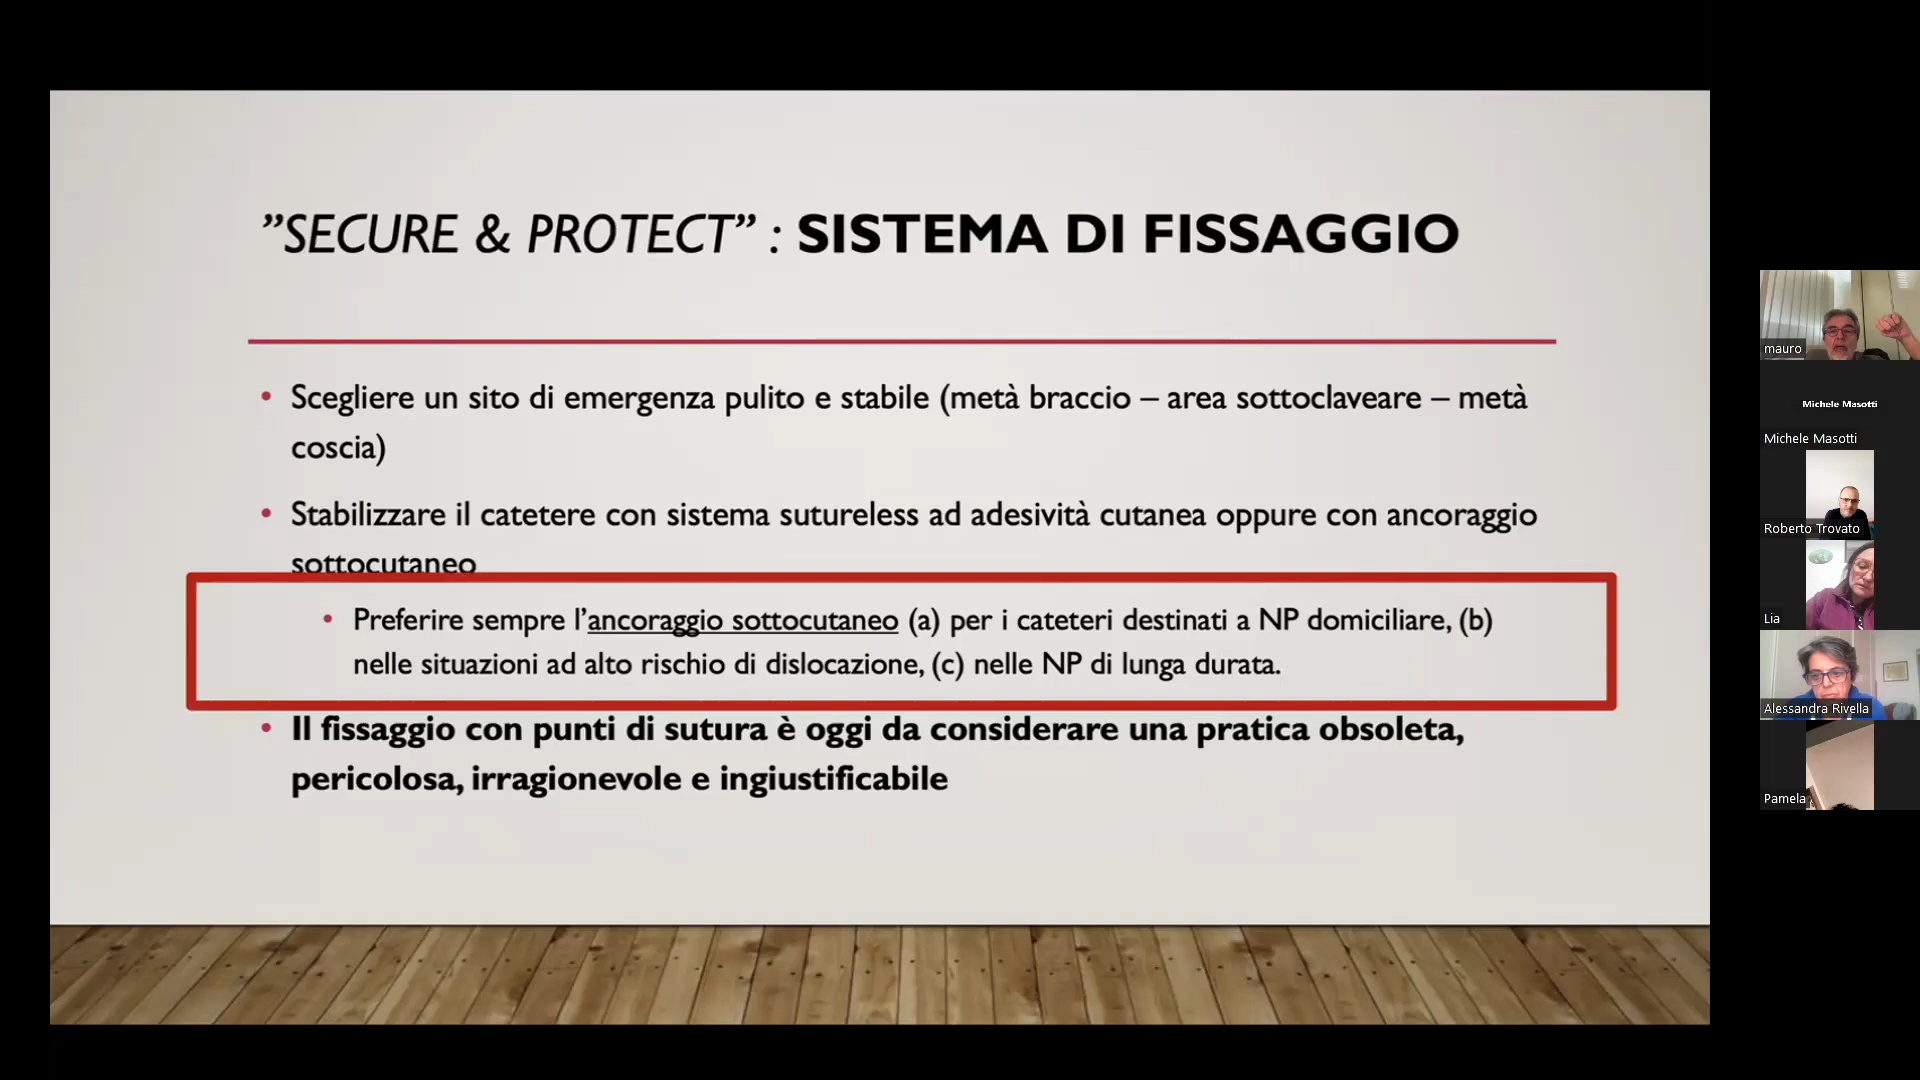 ”SECURE & PROTECT” : SISTEMA DI FISSAGGIO
• Scegliere un sito di emergenza pulito e stabile (metà braccio – area sottoclaveare – metà
coscia)
• Stabilizzare il catetere con sistema sutureless ad adesività cutanea oppure con ancoraggio
sottocutaneo
• Preferire sempre l’ancoraggio sottocutaneo (a) per i cateteri destinati a NP domiciliare, (b)
nelle situazioni ad alto rischio di dislocazione, (c) nelle NP di lunga durata.
• Il fissaggio con punti di sutura è oggi da considerare una pratica obsoleta,
pericolosa, irragionevole e ingiustificabile
mauro
Michele Masotti
Michele Masotti
Roberto Trovato
Lia
Alessandra Rivella
Pamela